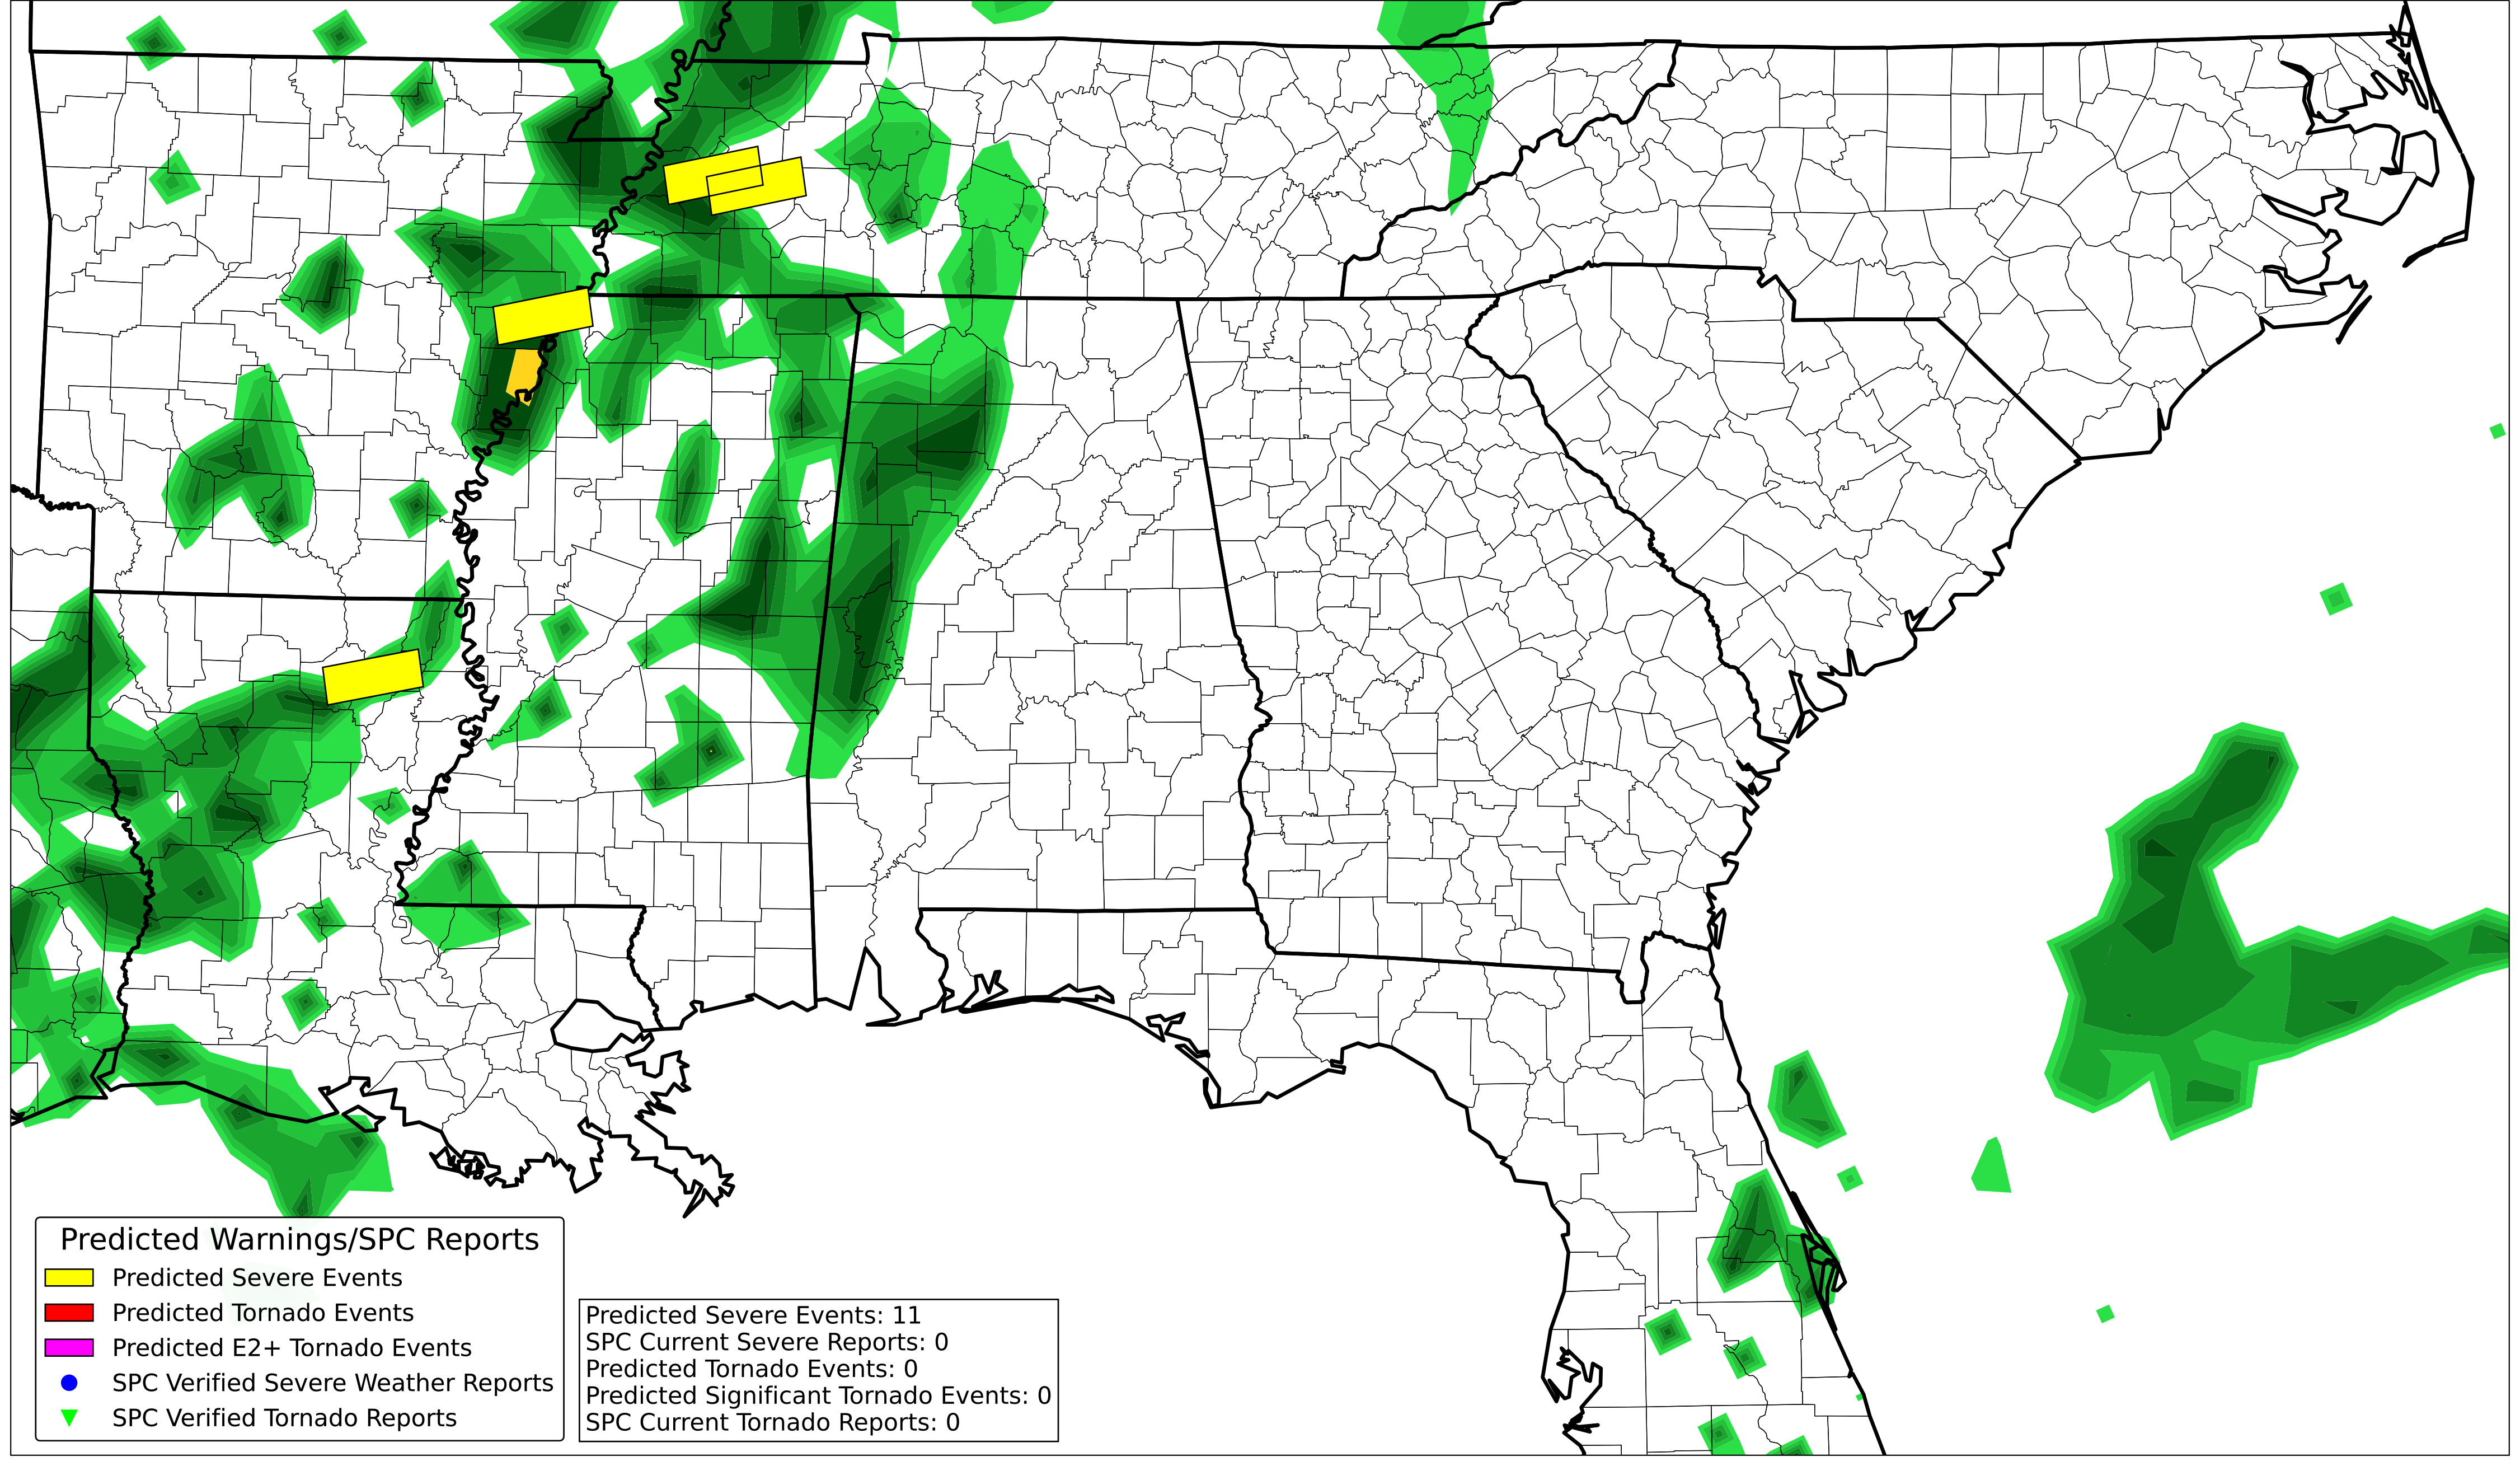 Predicted Warnings/SPC Reports
Predicted Severe Events
Predicted Tornado Events
Predicted E2+ Tornado Events
SPC Verified Severe Weather Reports
SPC Verified Tornado Reports
Predicted Severe Events: 11
SPC Current Severe Reports: 0
Predicted Tornado Events: 0
Predicted Significant Tornado Events: 0
SPC Current Tornado Reports: 0